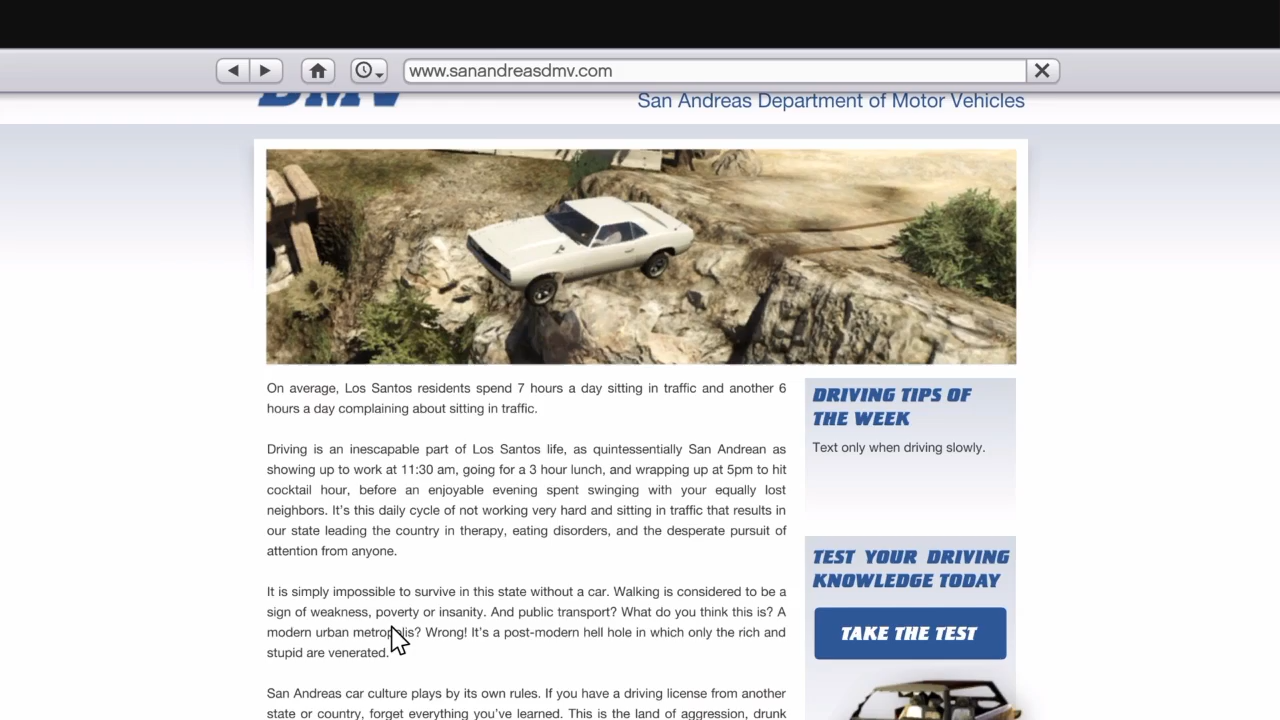 www.sanandreasdmv.com
DMV
San Andreas Department of Motor Vehicles
On average, Los Santos residents spend 7 hours a day sitting in traffic and another 6
hours a day complaining about sitting in traffic.
Driving is an inescapable part of Los Santos life, as quintessentially San Andrean as
showing up to work at 11:30 am, going for a 3 hour lunch, and wrapping up at 5pm to hit
cocktail hour, before an enjoyable evening spent swinging with your equally lost
neighbors. It's this daily cycle of not working very hard and sitting in traffic that results in
our state leading the country in therapy, eating disorders, and the desperate pursuit of
attention from anyone.
It is simply impossible to survive in this state without a car. Walking is considered to be a
sign of weakness, poverty or insanity. And public transport? What do you think this is? A
modern urban metropolis? Wrong! It's a post-modern hell hole in which only the rich and
stupid are venerated.
San Andreas car culture plays by its own rules. If you have a driving license from another
state or country, forget everything you've learned. This is the land of aggression, drunk
DRIVING TIPS OF
THE WEEK
Text only when driving slowly.
TEST YOUR DRIVING
KNOWLEDGE TODAY
TAKE THE TEST